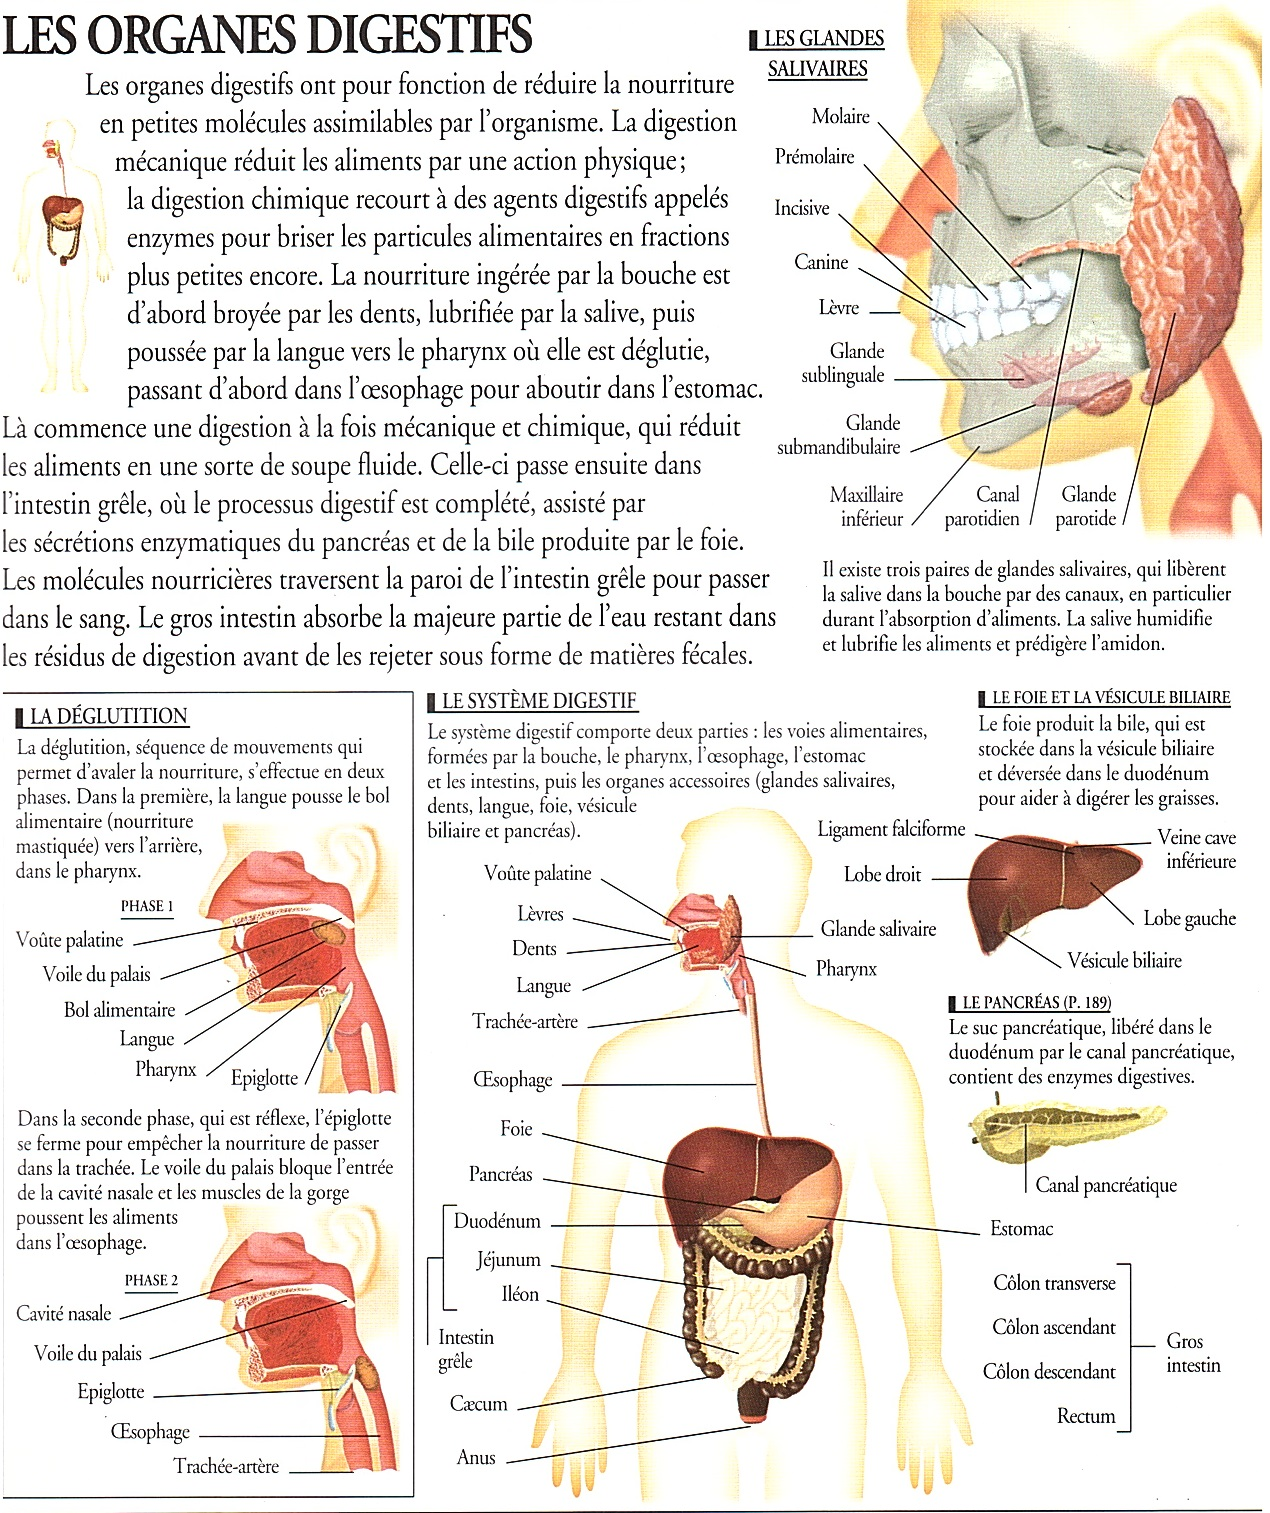 LES ORGANES DIGESTIFS
Les organes digestifs ont pour fonction de réduire la nourriture
en petites molécules assimilables par l'organisme. La digestion
mécanique réduit les aliments par une action physique ;
la digestion chimique recourt à des agents digestifs appelés
enzymes pour briser les particules alimentaires en fractions
plus petites encore. La nourriture ingérée par la bouche est
d'abord broyée par les dents, lubrifiée par la salive, puis
poussée par la langue vers le pharynx où elle est déglutie,
passant d'abord dans l'œsophage pour aboutir dans l'estomac.
Là commence une digestion à la fois mécanique et chimique, qui réduit
les aliments en une sorte de soupe fluide. Celle-ci passe ensuite dans
l'intestin grêle, où le processus digestif est complété, assisté par
les sécrétions enzymatiques du pancréas et de la bile produite par le foie.
Les molécules nourricières traversent la paroi de l'intestin grêle pour passer
dans le sang. Le gros intestin absorbe la majeure partie de l'eau restant dans
les résidus de digestion avant de les rejeter sous forme de matières fécales.
LES GLANDES
SALIVAIRES
Molaire
Prémolaire
Incisive
Canine
Lèvre
Glande
sublinguale
Glande
submandibulaire
Maxillaire
inférieur
Canal
parotidien
Glande
parotide
Il existe trois paires de glandes salivaires, qui libèrent
la salive dans la bouche par des canaux, en particulier
durant l'absorption d'aliments. La salive humidifie
et lubrifie les aliments et prédigère l'amidon.
LA DÉGLUTITION
La déglutition, séquence de mouvements qui
permet d'avaler la nourriture, s'effectue en deux
phases. Dans la première, la langue pousse le bol
alimentaire (nourriture
mastiquée) vers l'arrière,
dans le pharynx.
PHASE 1
Voûte palatine
Voile du palais
Bol alimentaire
Langue
Pharynx
Epiglotte
Dans la seconde phase, qui est réflexe, l'épiglotte
se ferme pour empêcher la nourriture de passer
dans la trachée. Le voile du palais bloque l'entrée
de la cavité nasale et les muscles de la gorge
poussent les aliments
dans l'œsophage.
PHASE 2
Cavité nasale
Voile du palais
Epiglotte
Œsophage
Trachée-artère
LE SYSTÈME DIGESTIF
Le système digestif comporte deux parties : les voies alimentaires,
formées par la bouche, le pharynx, l'œsophage, l'estomac
et les intestins, puis les organes accessoires (glandes salivaires,
dents, langue, foie, vésicule
biliaire et pancréas).
Voûte palatine
Lèvres
Dents
Langue
Trachée-artère
Œsophage
Foie
Pancréas
Duodénum
Jéjunum
Iléon
Intestin
grêle
Cæcum
Anus
Glande salivaire
Pharynx
Estomac
Côlon transverse
Côlon ascendant
Côlon descendant
Rectum
Gros
intestin
LE FOIE ET LA VÉSICULE BILIAIRE
Le foie produit la bile, qui est
stockée dans la vésicule biliaire
et déversée dans le duodénum
pour aider à digérer les graisses.
Ligament falciforme
Lobe droit
Veine cave
inférieure
Lobe gauche
Vésicule biliaire
LE PANCRÉAS (P. 189)
Le suc pancréatique, libéré dans le
duodénum par le canal pancréatique,
contient des enzymes digestives.
Canal pancréatique